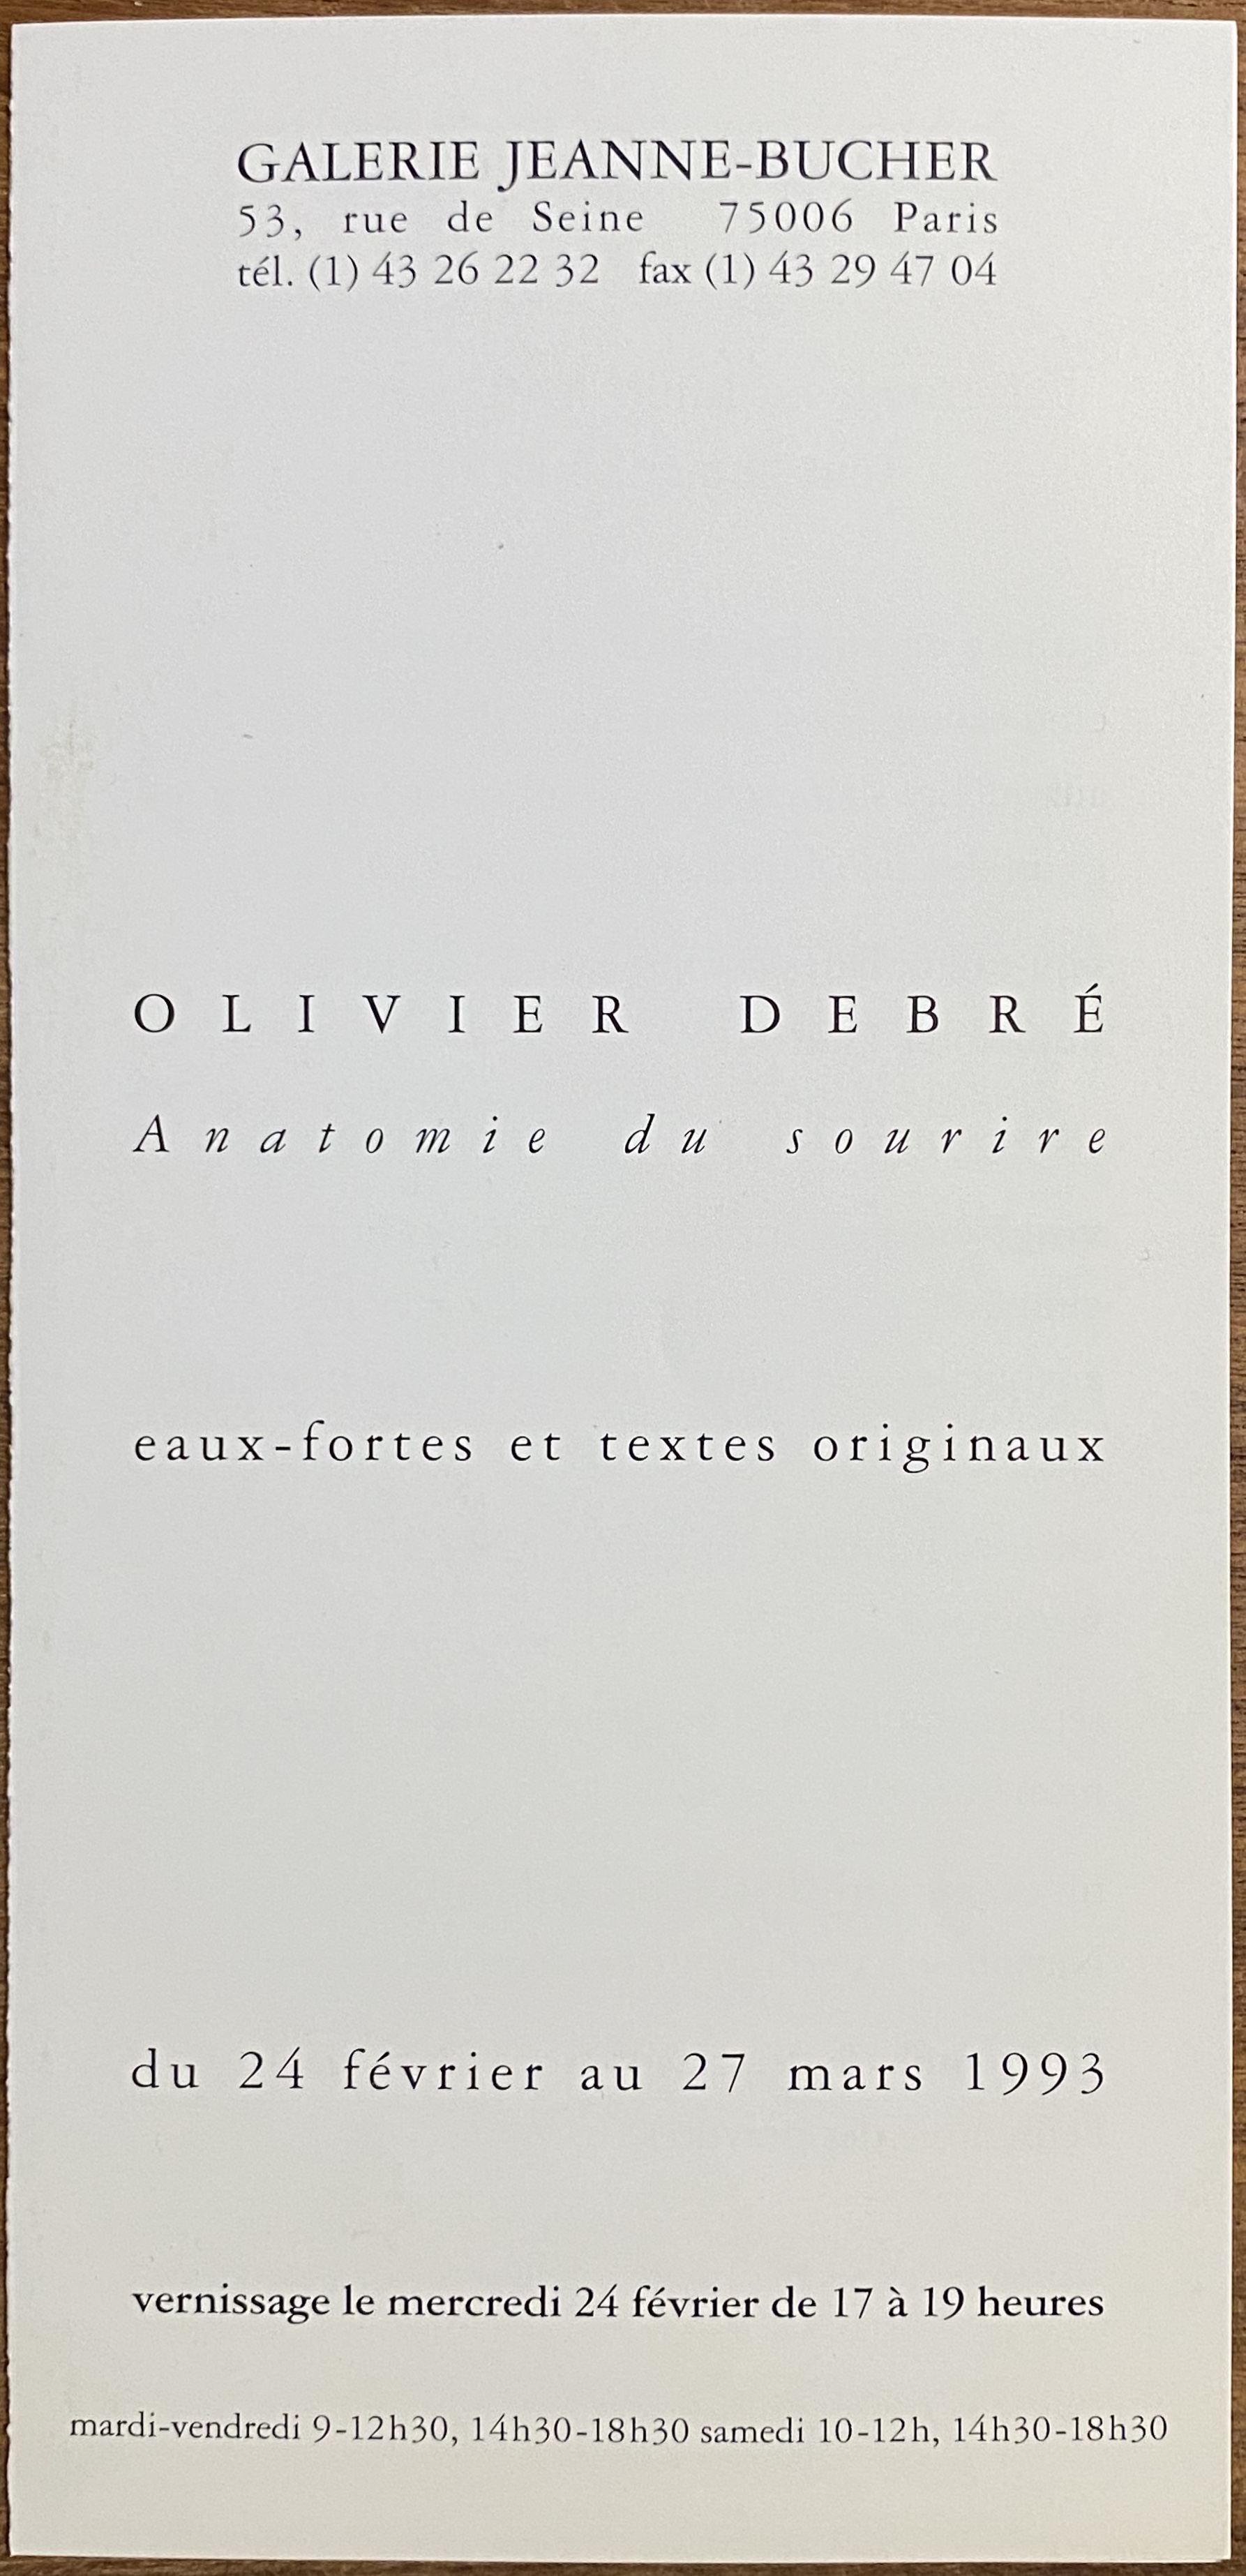 GALERIE JEANNE-BUCHER
53, rue de Seine 75006 Paris
tél. (1) 43 26 22 32 fax (1) 43 29 47 04
OLIVIER DEBRÉ
Anatomie du sourire
eaux-fortes et textes originaux
du 24 février au 27 mars 1993
vernissage le mercredi 24 février de 17 à 19 heures
mardi-vendredi 9-12h30, 14h30-18h30 samedi 10-12h, 14h30-18h30